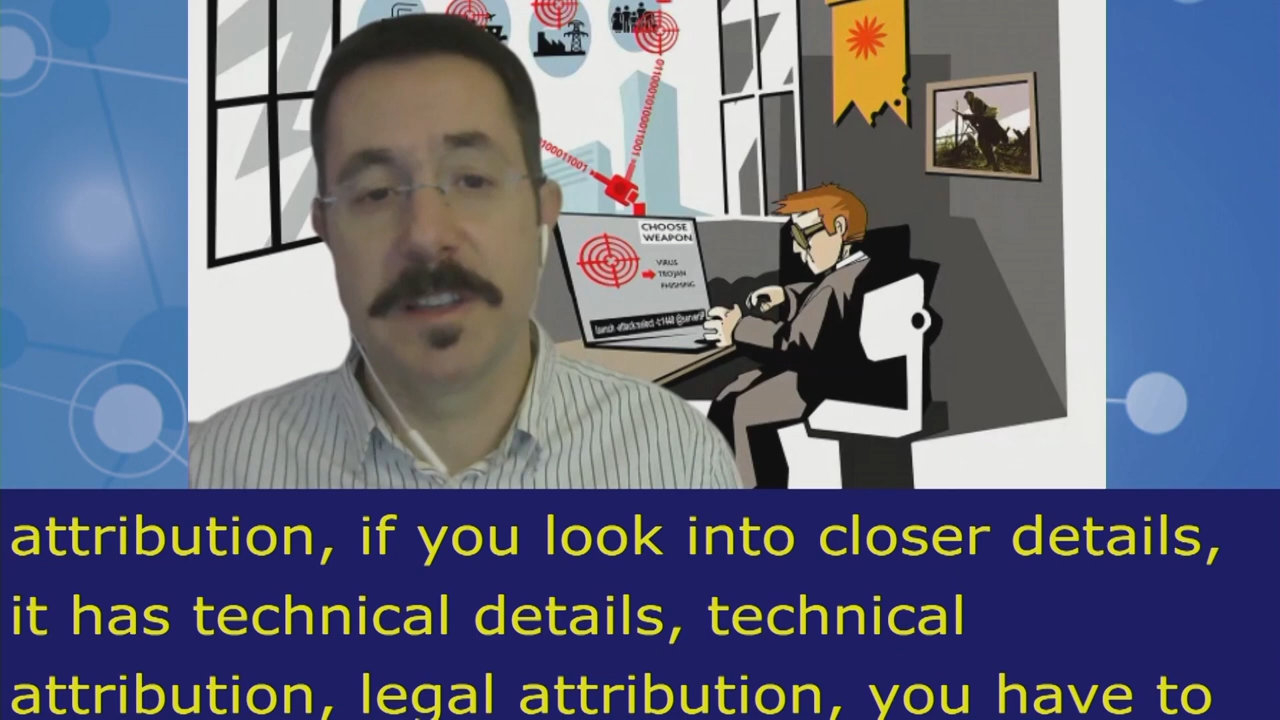 CHOOSE
WEAPON
VIRUS
TROJAN
PHISHING
attribution, if you look into closer details,
it has technical details, technical
attribution, legal attribution, you have to